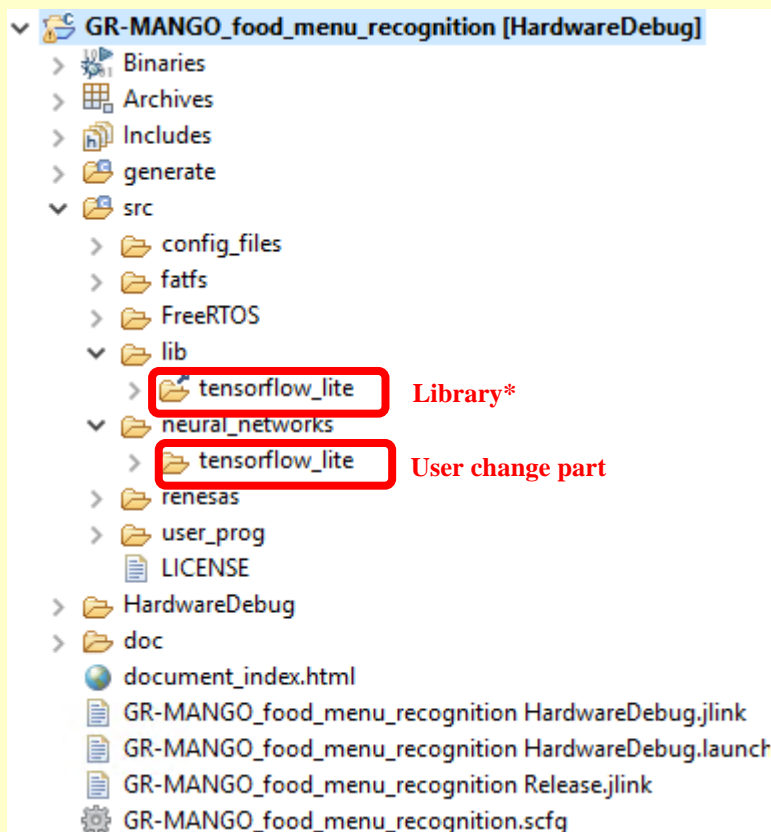 GR-MANGO_food_menu_recognition [HardwareDebug]
Binaries
Archives
Includes
generate
src
config_files
fatfs
FreeRTOS
lib
tensorflow_lite Library*
neural_networks
tensorflow_lite User change part
renesas
user_prog
LICENSE
HardwareDebug
doc
document_index.html
GR-MANGO_food_menu_recognition HardwareDebug.jlink
GR-MANGO_food_menu_recognition HardwareDebug.launch
GR-MANGO_food_menu_recognition Release.jlink
GR-MANGO_food_menu_recognition.scfg